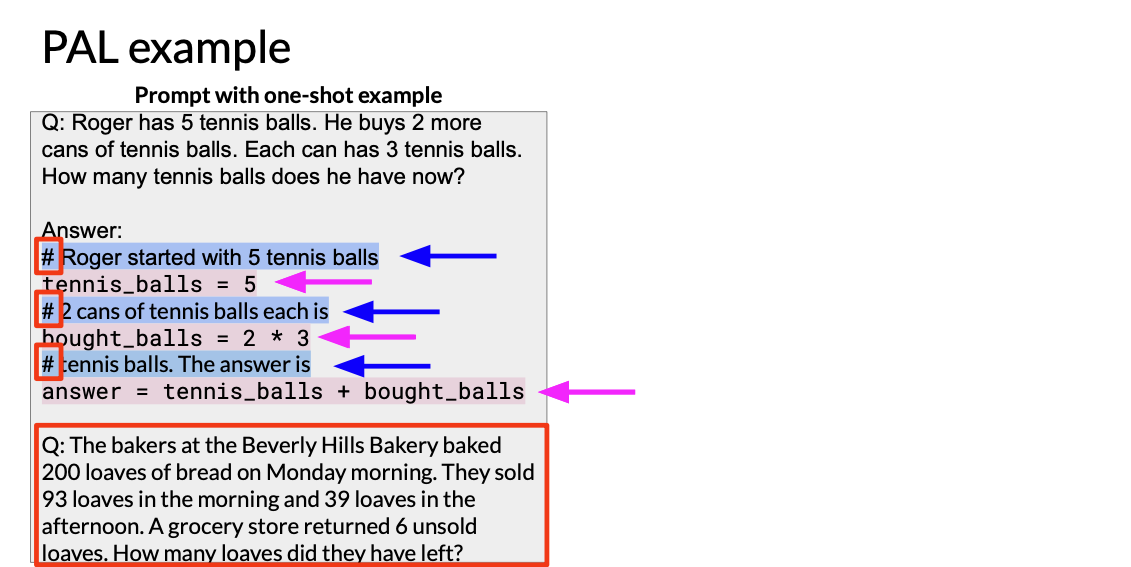 PAL example
Prompt with one-shot example
Q: Roger has 5 tennis balls. He buys 2 more
cans of tennis balls. Each can has 3 tennis balls.
How many tennis balls does he have now?
Answer:
# Roger started with 5 tennis balls
tennis_balls = 5
# 2 cans of tennis balls each is
bought_balls = 2 * 3
# tennis balls. The answer is
answer = tennis_balls + bought_balls
Q: The bakers at the Beverly Hills Bakery baked
200 loaves of bread on Monday morning. They sold
93 loaves in the morning and 39 loaves in the
afternoon. A grocery store returned 6 unsold
loaves. How many loaves did they have left?